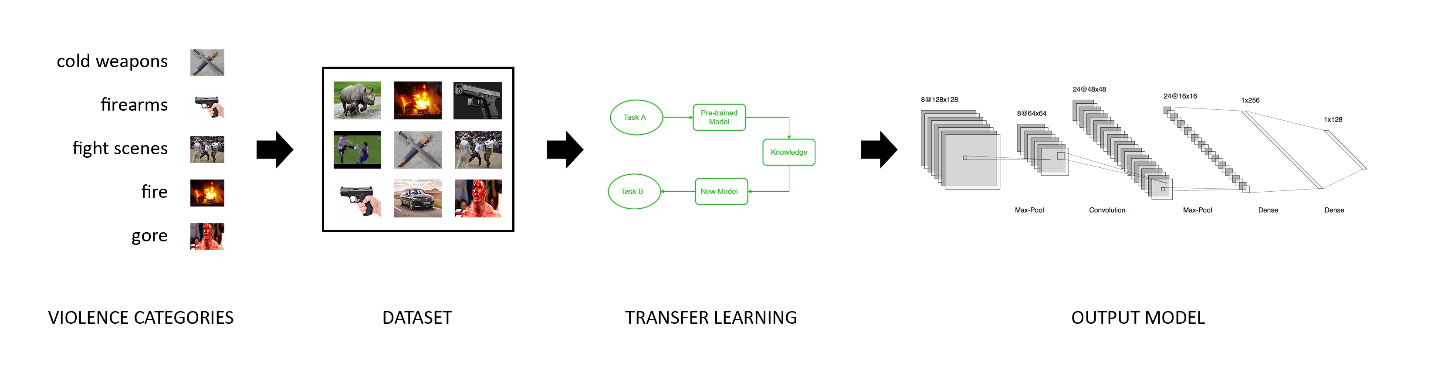 cold weapons
firearms
fight scenes
fire
gore
VIOLENCE CATEGORIES
DATASET
Task A
Pre-trained
Model
Knowledge
Task B
New Model
TRANSFER LEARNING
8@128x128
8@64x64
24@48x48
24@16x16
1x256
1x128
Max-Pool
Convolution
Max-Pool
Dense
Dense
OUTPUT MODEL